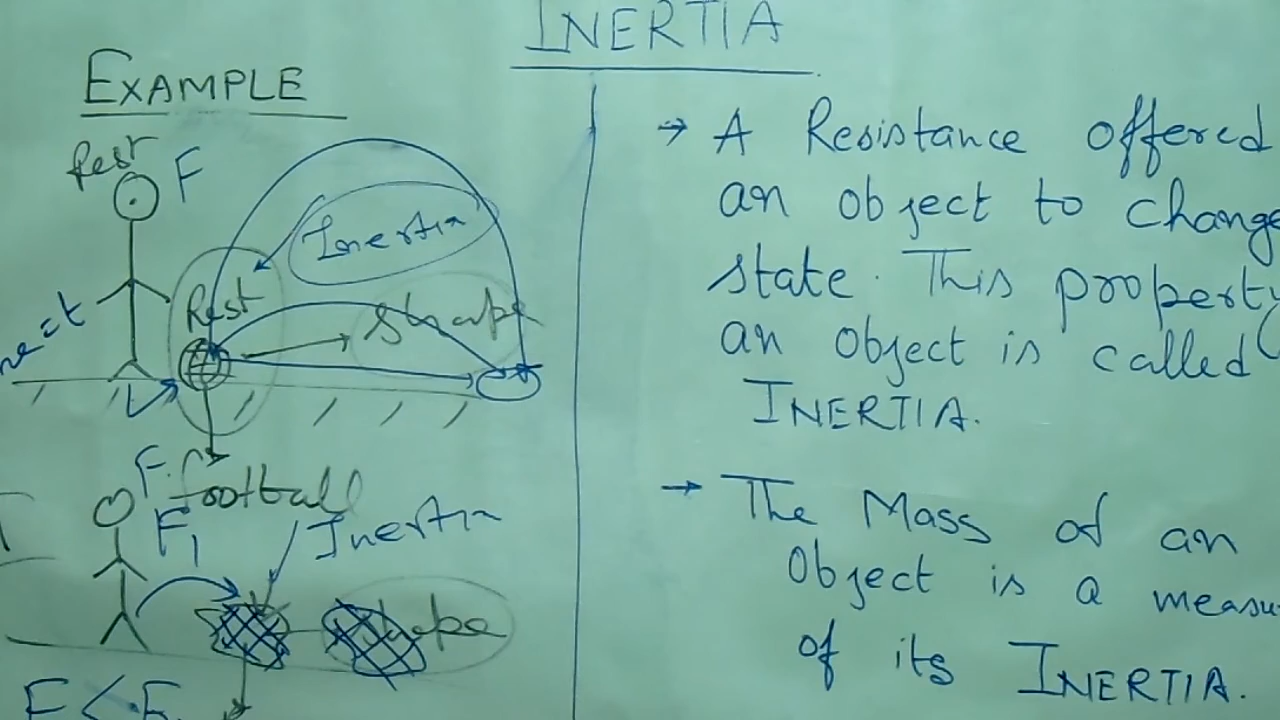 INERTIA
EXAMPLE
Rest
F
Inertia
Rest
Shape
F
football
F1
Inertia
F < F
→ A Resistance offered
an object to change
state. This property
an object is called (
INERTIA.
→ The Mass of an
Object is a measu
of its INERTIA.